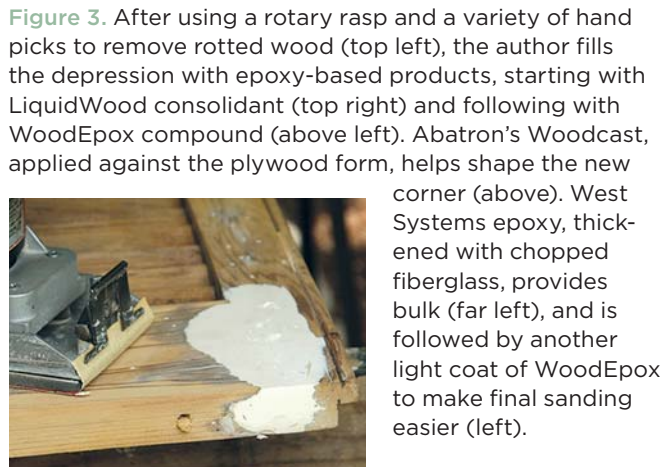 Figure 3. After using a rotary rasp and a variety of hand
picks to remove rotted wood (top left), the author fills
the depression with epoxy-based products, starting with
LiquidWood consolidant (top right) and following with
WoodEpox compound (above left). Abatron’s Woodcast,
applied against the plywood form, helps shape the new
corner (above). West
Systems epoxy, thick-
ened with chopped
fiberglass, provides
bulk (far left), and is
followed by another
light coat of WoodEpox
to make final sanding
easier (left).